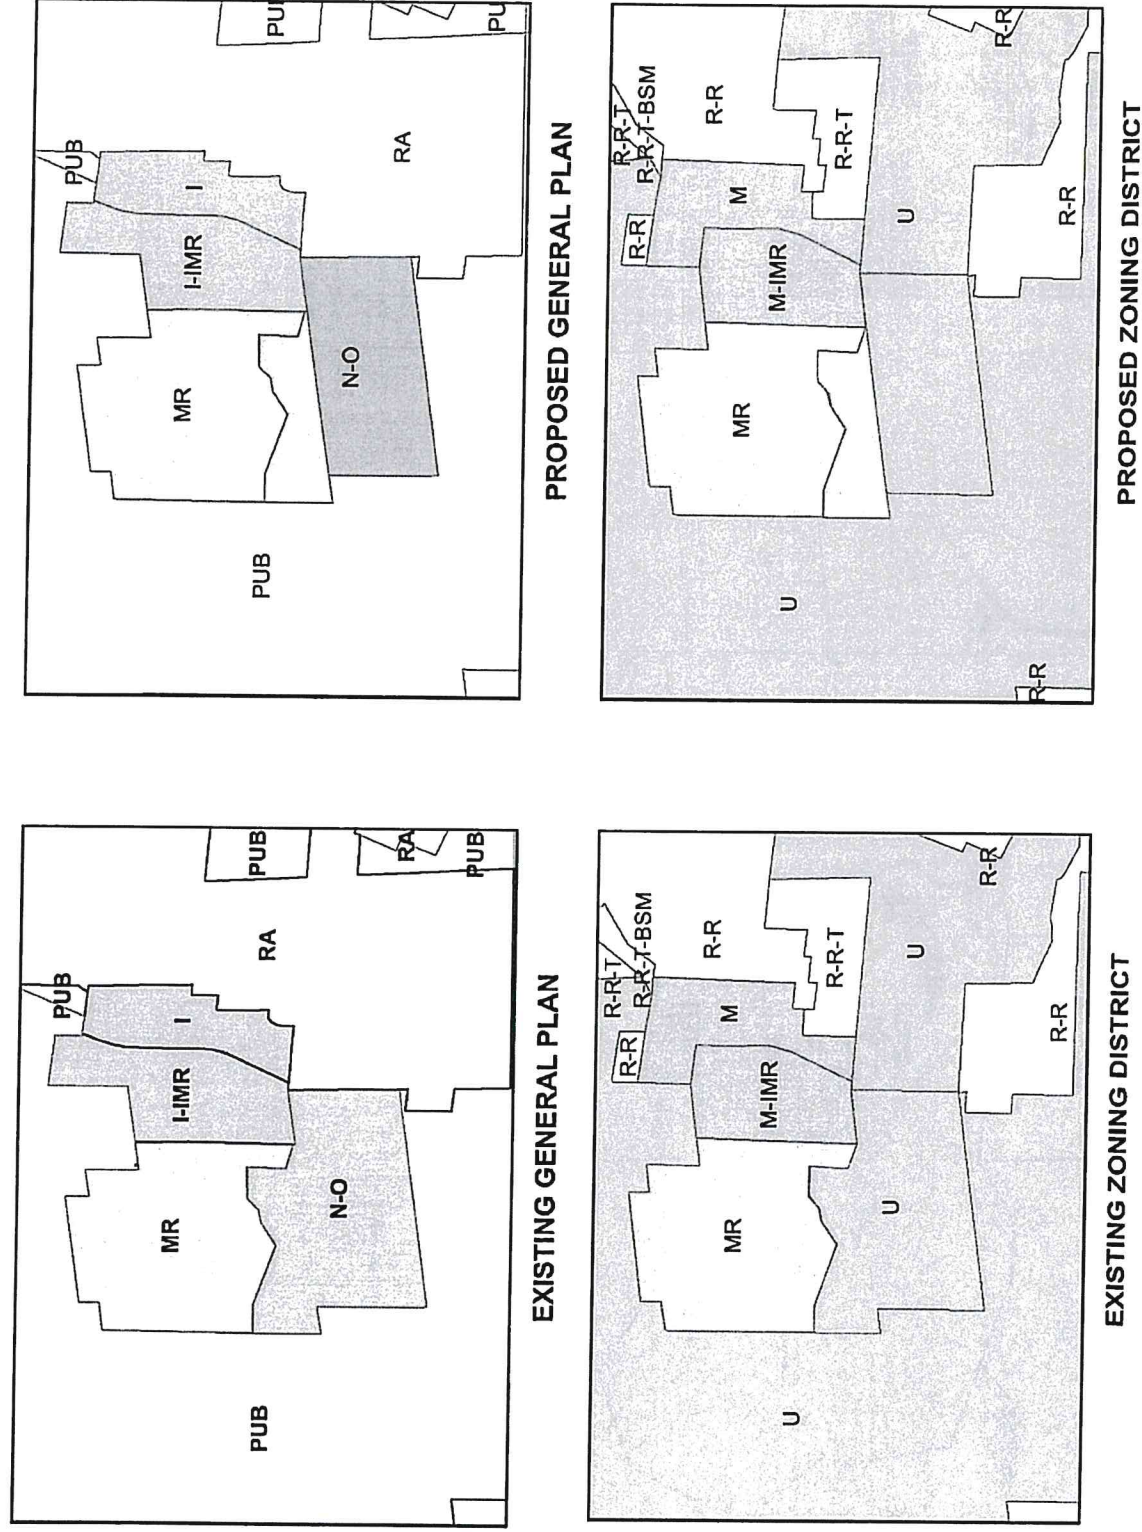 PUB
MR
I-IMR
I
PUB
PUB
RA
N-O
RA
PUB
EXISTING GENERAL PLAN
PUB
MR
I-IMR
I
PUB
PU
N-O
RA
PU
PROPOSED GENERAL PLAN
R-R-T
R-R
R-R-T-BSM
R-R
MR
M
M-IMR
U
R-R-T
U
U
R-R
R-R
EXISTING ZONING DISTRICT
R-R-T
R-R
R-R-T-BSM
R-R
MR
M
M-IMR
U
R-R-T
U
R-R
R-R
R-R
PROPOSED ZONING DISTRICT